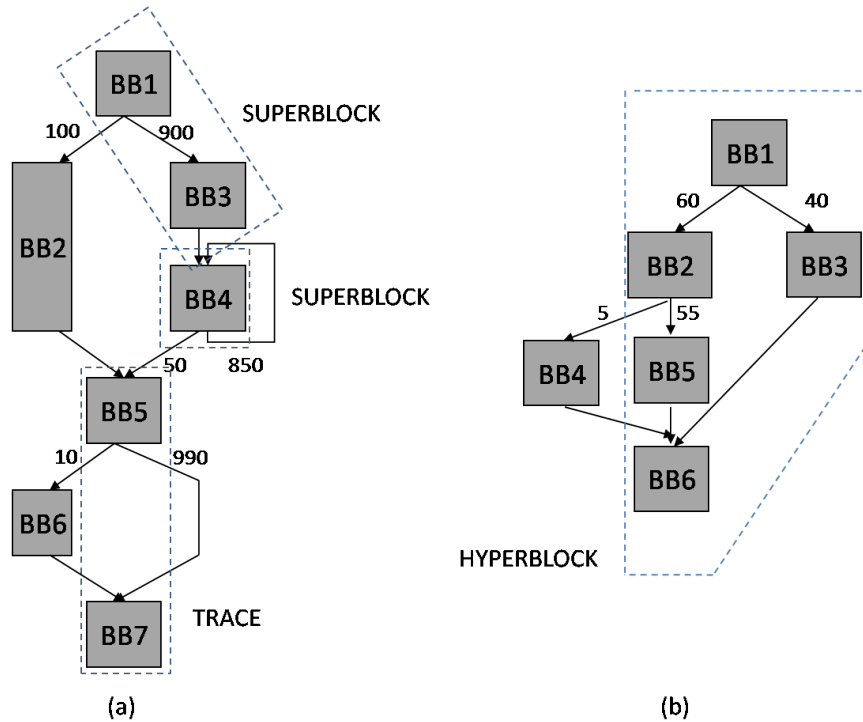 BB1
SUPERBLOCK
100
900
BB2
BB3
BB4
SUPERBLOCK
50
850
BB5
10
990
BB6
TRACE
BB7
(a)
BB1
60
40
BB2
BB3
5
55
BB4
BB5
BB6
HYPERBLOCK
(b)